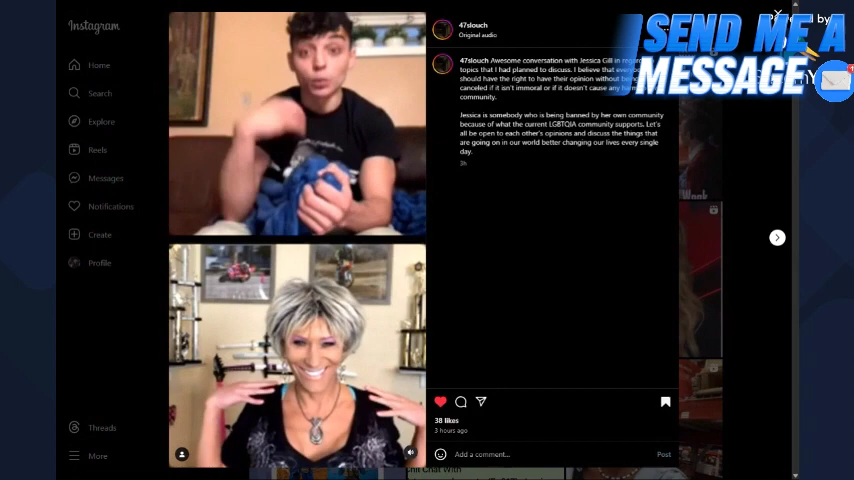 Instagram
Home
Search
Explore
Reels
Messages
Notifications
Create
Profile
Threads
More
47slouch
Original audio
47slouch Awesome conversation with Jessica Gill in
topics that I had planned to discuss. I believe that
should have the right to have their opinion without
canceled if it isn't immoral or if it doesn't cause any
community.
Jessica is somebody who is being banned by her own community
because of what the current LGBTQIA community supports. Let's
all be open to each other's opinions and discuss the things that
are going on in our world better changing our lives every single
day.
3h
38 likes
3 hours ago
Add a comment...
Post
SEND ME A
MESSAGE
by
Chat With